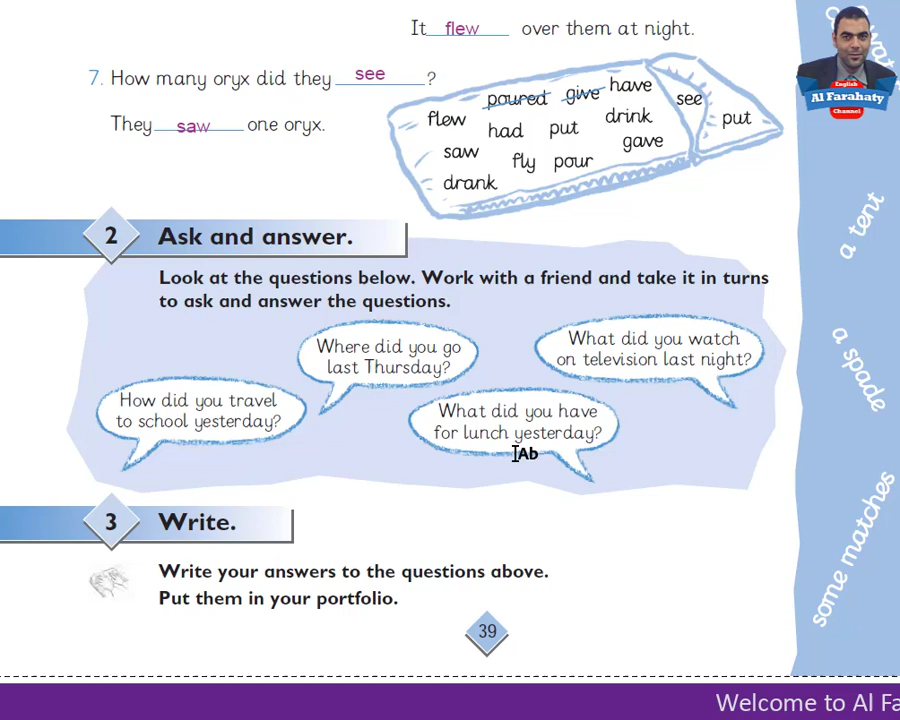 It flew over them at night.
7. How many oryx did they see ?
They saw one oryx.
poured give have see
flew had put drink put
saw fly pour gave
drank
2 Ask and answer.
Look at the questions below. Work with a friend and take it in turns
to ask and answer the questions.
Where did you go
last Thursday?
What did you watch
on television last night?
How did you travel
to school yesterday?
What did you have
for lunch yesterday?
Ab
3 Write.
Write your answers to the questions above.
Put them in your portfolio.
39
a tent
a spade
some matches
English
Al Farahaty
Channel
Welcome to Al Fa